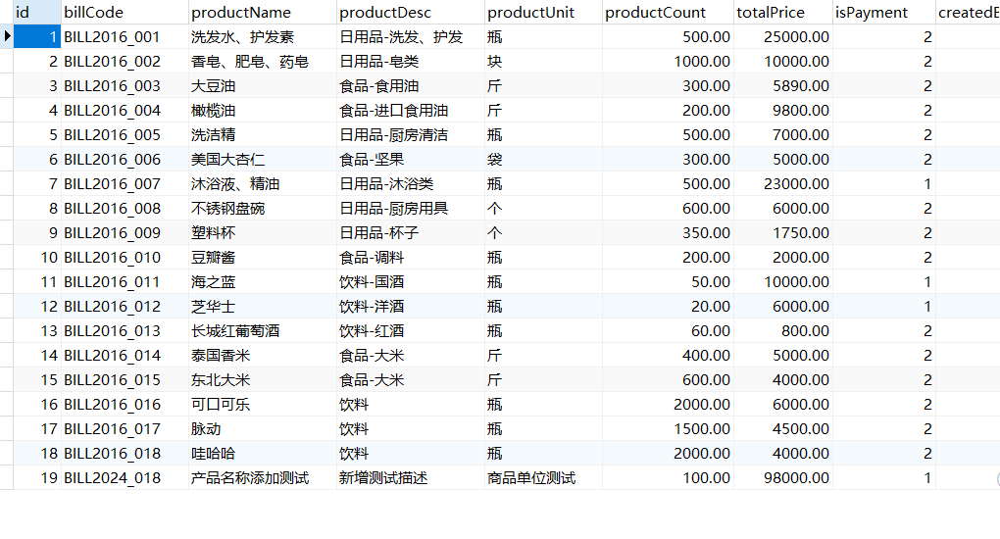 id billCode productName productDesc productUnit productCount totalPrice isPayment createdB
1 BILL2016_001 洗发水、护发素 日用品-洗发、护发 瓶 500.00 25000.00 2
2 BILL2016_002 香皂、肥皂、药皂 日用品-皂类 块 1000.00 10000.00 2
3 BILL2016_003 大豆油 食品-食用油 斤 300.00 5890.00 2
4 BILL2016_004 橄榄油 食品-进口食用油 斤 200.00 9800.00 2
5 BILL2016_005 洗洁精 日用品-厨房清洁 瓶 500.00 7000.00 2
6 BILL2016_006 美国大杏仁 食品-坚果 袋 300.00 5000.00 2
7 BILL2016_007 沐浴液、精油 日用品-沐浴类 瓶 500.00 23000.00 1
8 BILL2016_008 不锈钢盘碗 日用品-厨房用具 个 600.00 6000.00 2
9 BILL2016_009 塑料杯 日用品-杯子 个 350.00 1750.00 2
10 BILL2016_010 豆瓣酱 食品-调料 瓶 200.00 2000.00 2
11 BILL2016_011 海之蓝 饮料-国酒 瓶 50.00 10000.00 1
12 BILL2016_012 芝华士 饮料-洋酒 瓶 20.00 6000.00 1
13 BILL2016_013 长城红葡萄酒 饮料-红酒 瓶 60.00 800.00 2
14 BILL2016_014 泰国香米 食品-大米 斤 400.00 5000.00 2
15 BILL2016_015 东北大米 食品-大米 斤 600.00 4000.00 2
16 BILL2016_016 可口可乐 饮料 瓶 2000.00 6000.00 2
17 BILL2016_017 脉动 饮料 瓶 1500.00 4500.00 2
18 BILL2016_018 哇哈哈 饮料 瓶 2000.00 4000.00 2
19 BILL2024_018 产品名称添加测试 新增测试描述 商品单位测试 100.00 98000.00 1